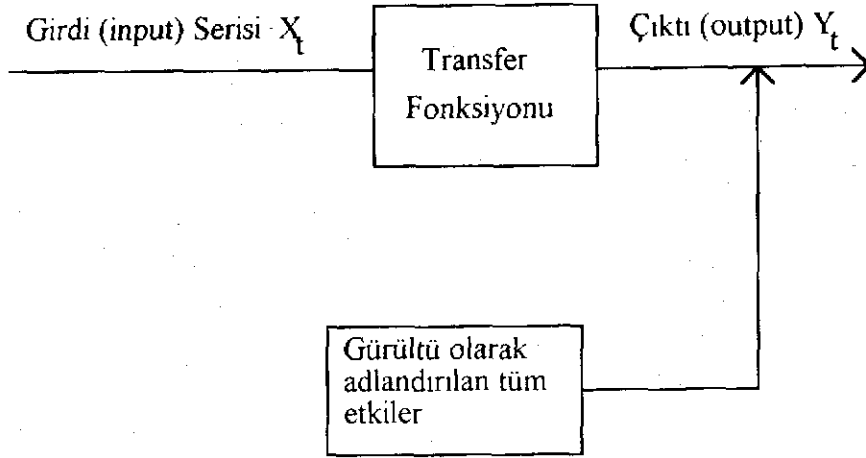 Girdi (input) Serisi X_t
Transfer
Fonksiyonu
Çıktı (output) Y_t
Gürültü olarak
adlandırılan tüm
etkiler